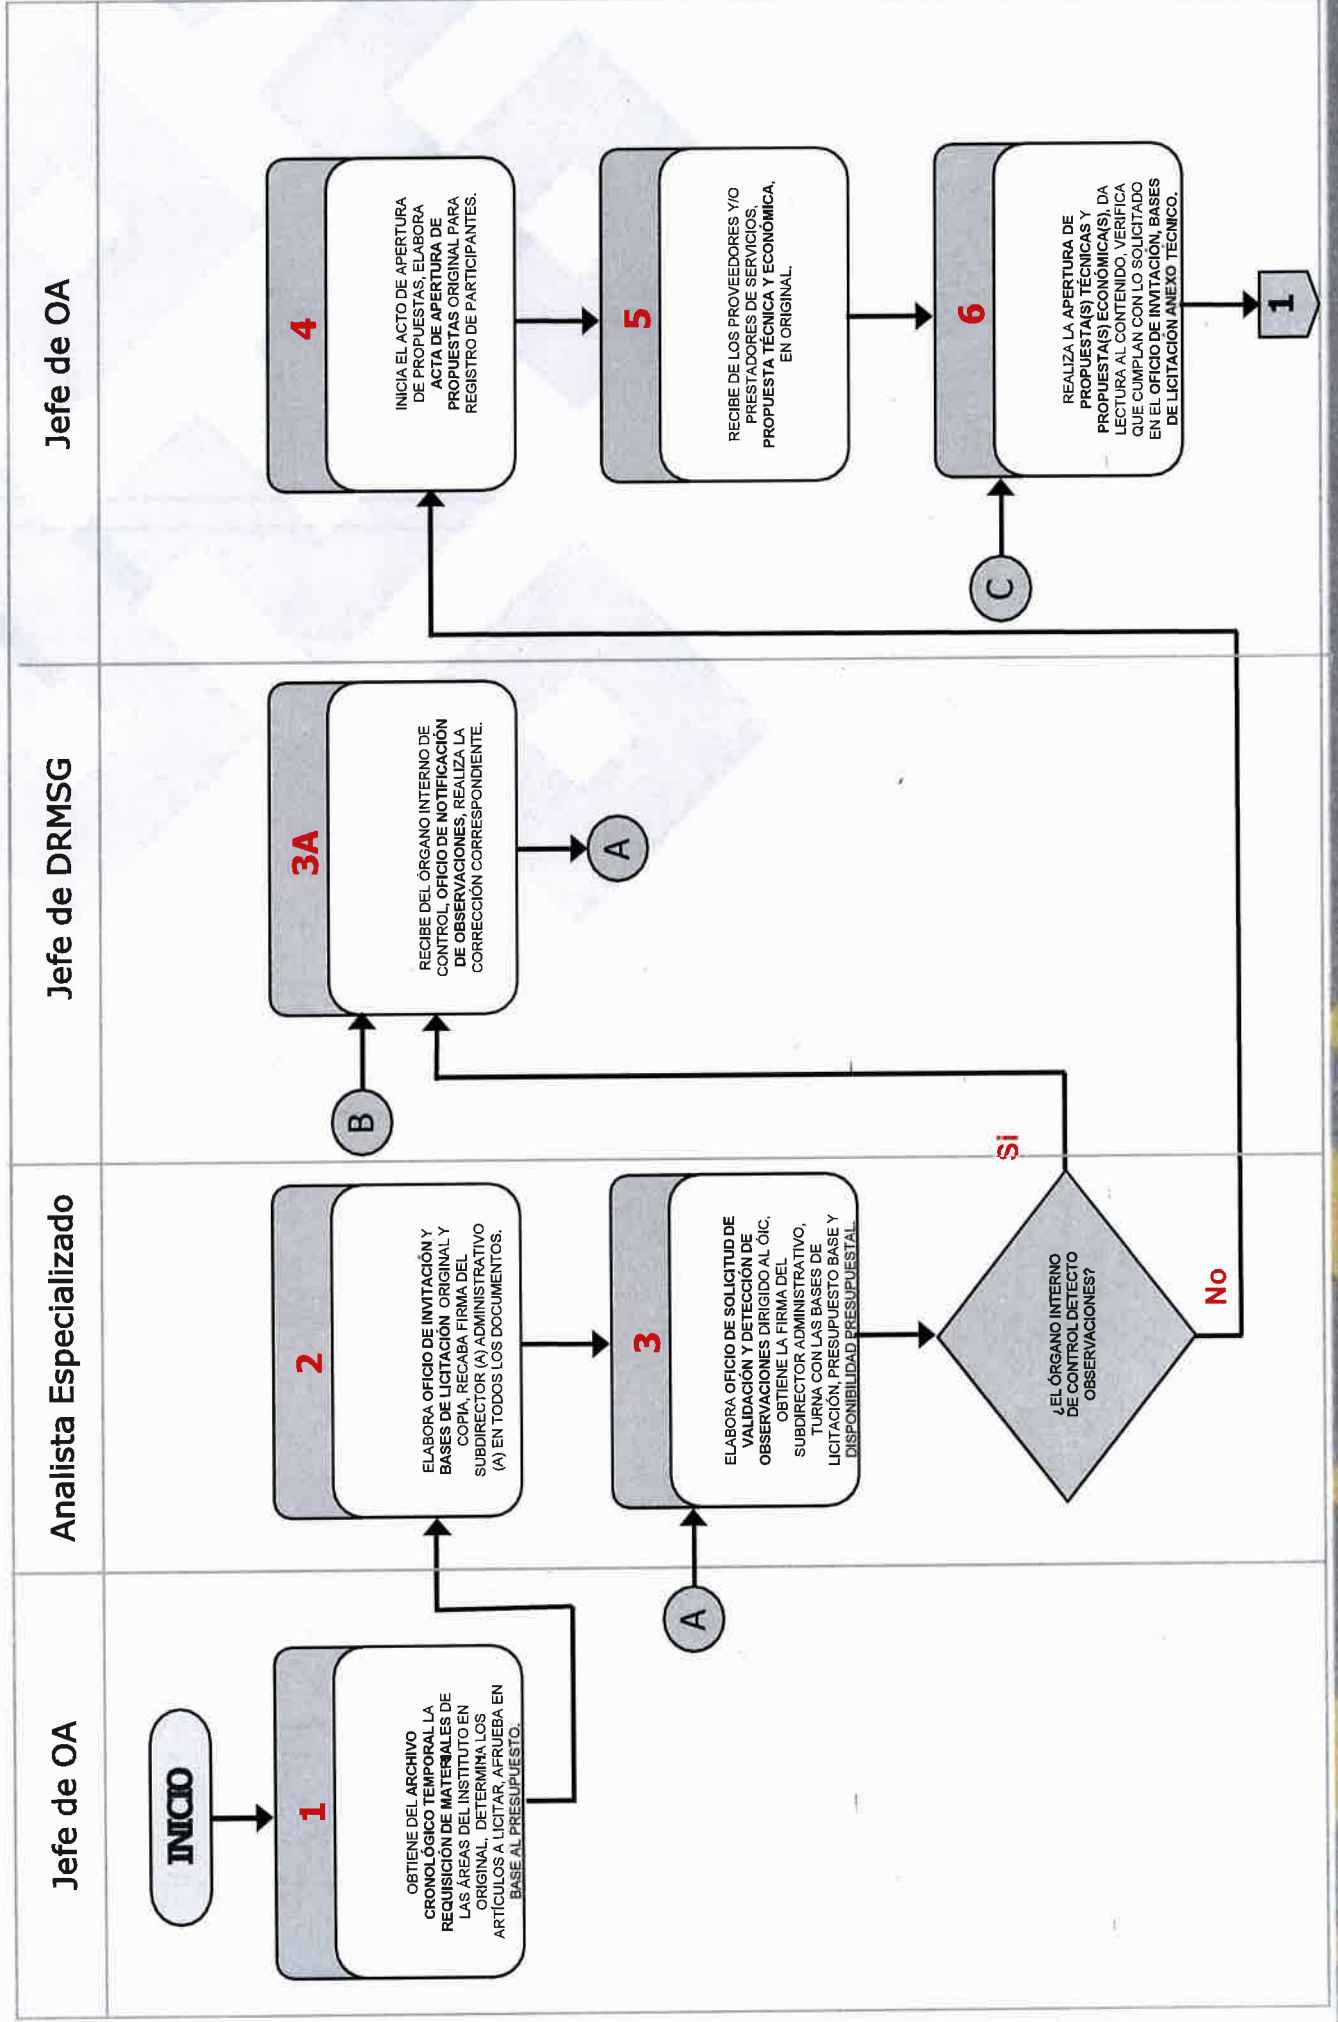 Jefe de OA
Analista Especializado
Jefe de DRMSG
Jefe de OA
INICIO
1
OBTIENE DEL ARCHIVO
CRONOLÓGICO TEMPORAL LA
REQUISICIÓN DE MATERIALES DE
LAS ÁREAS DEL INSTITUTO EN
ORIGINAL, DETERMINA LOS
ARTÍCULOS A LICITAR, APRUEBA EN
BASE AL PRESUPUESTO.
2
ELABORA OFICIO DE INVITACIÓN Y
BASES DE LICITACIÓN ORIGINAL Y
COPIA, RECABA FIRMA DEL
SUBDIRECTOR (A) ADMINISTRATIVO
(A) EN TODOS LOS DOCUMENTOS.
A
3
ELABORA OFICIO DE SOLICITUD DE
VALIDACIÓN Y DETECCIÓN DE
OBSERVACIONES DIRIGIDO AL ÓIC,
OBTIENE LA FIRMA DEL
SUBDIRECTOR ADMINISTRATIVO,
TURNA CON LAS BASES DE
LICITACIÓN, PRESUPUESTO BASE Y
DISPONIBILIDAD PRESUPUESTAL.
¿EL ÓRGANO INTERNO
DE CONTROL DETECTO
OBSERVACIONES?
Si
No
B
3A
RECIBE DEL ÓRGANO INTERNO DE
CONTROL, OFICIO DE NOTIFICACIÓN
DE OBSERVACIONES, REALIZA LA
CORRECCIÓN CORRESPONDIENTE.
A
4
INICIA EL ACTO DE APERTURA
DE PROPUESTAS, ELABORA
ACTA DE APERTURA DE
PROPUESTAS ORIGINAL PARA
REGISTRO DE PARTICIPANTES.
5
RECIBE DE LOS PROVEEDORES Y/O
PRESTADORES DE SERVICIOS,
PROPUESTA TÉCNICA Y ECONÓMICA,
EN ORIGINAL.
C
6
REALIZA LA APERTURA DE
PROPUESTA(S) TÉCNICAS Y
PROPUESTA(S) ECONÓMICA(S), DA
LECTURA AL CONTENIDO, VERIFICA
QUE CUMPLAN CON LO SOLICITADO
EN EL OFICIO DE INVITACIÓN, BASES
DE LICITACIÓN ANEXO TÉCNICO.
1